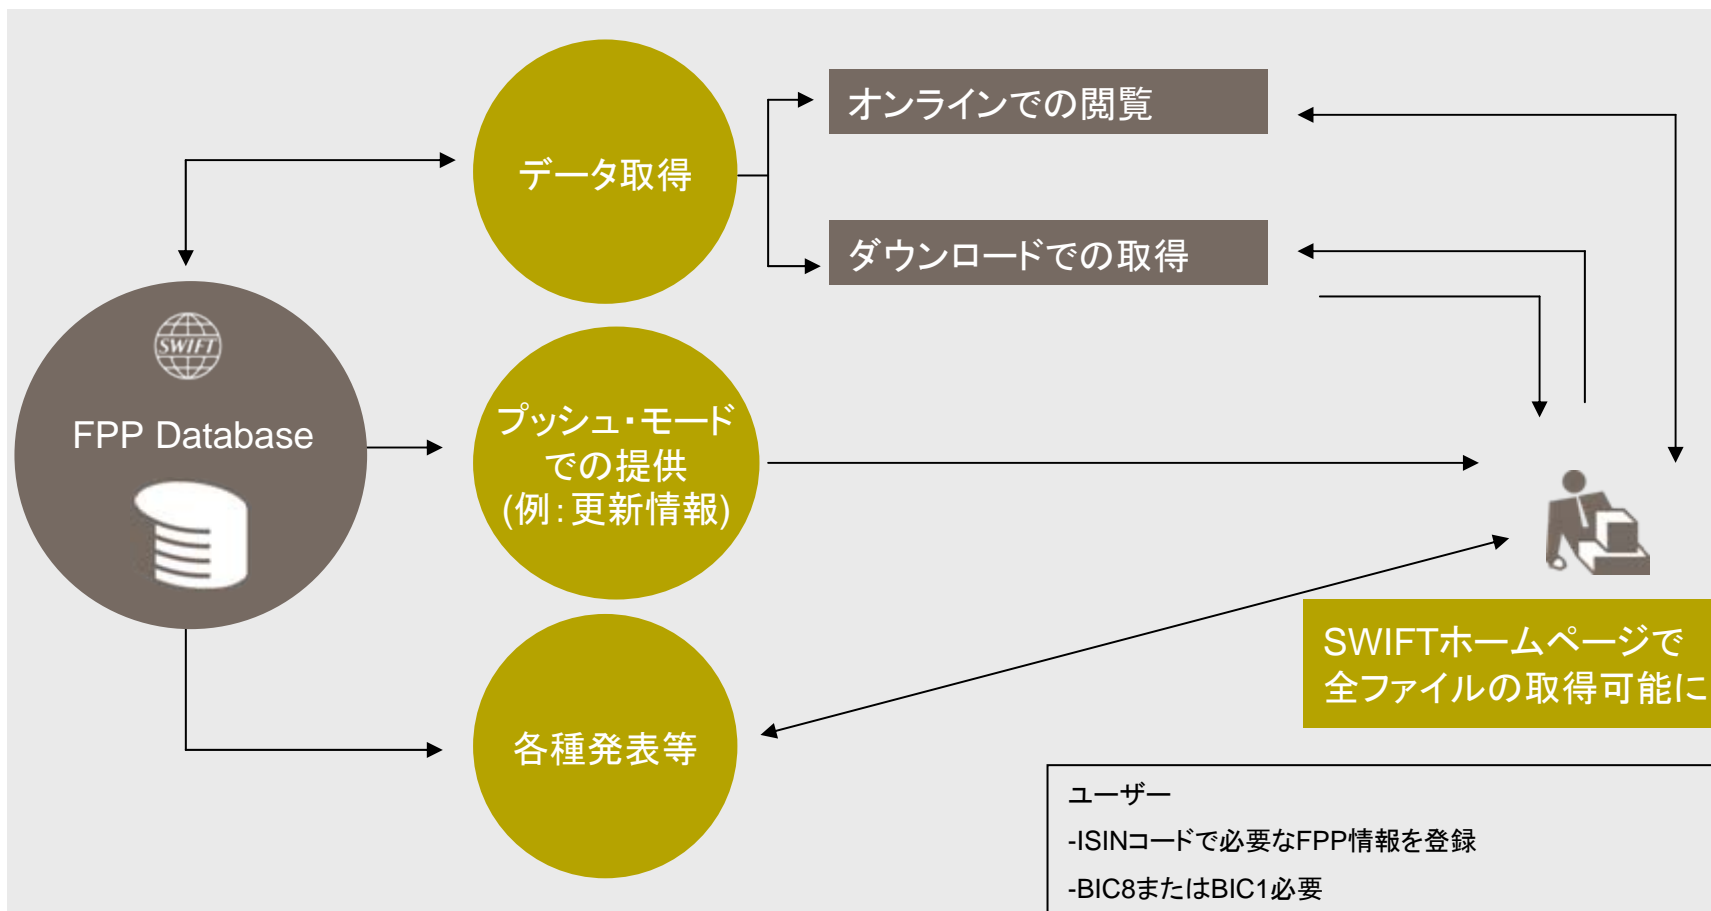 オンラインでの閲覧
データ取得
ダウンロードでの取得
SWIFT
FPP Database
プッシュ・モード
での提供
(例：更新情報)
各種発表等
SWIFTホームページで
全ファイルの取得可能に
ユーザー
-ISINコードで必要なFPP情報を登録
-BIC8またはBIC1必要